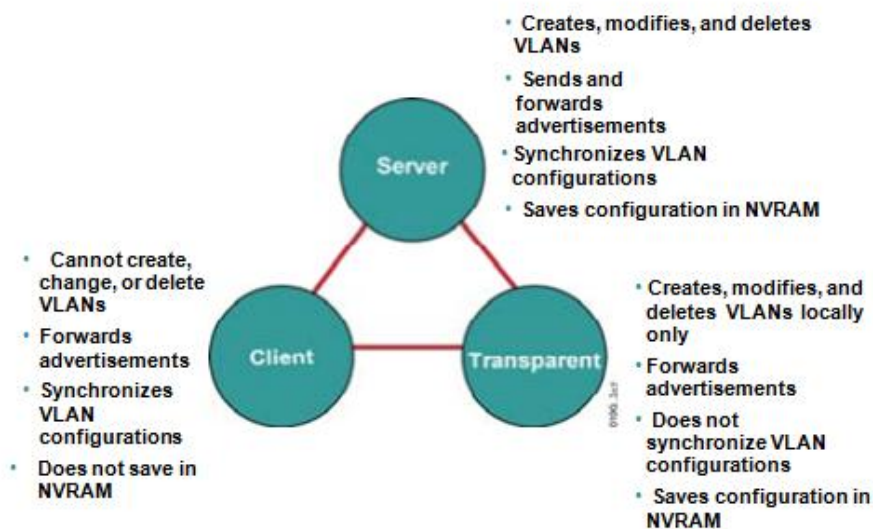 • Creates, modifies, and deletes
VLANs
• Sends and
forwards
advertisements
• Synchronizes VLAN
configurations
• Saves configuration in NVRAM
Server
• Cannot create,
change, or delete
VLANs
• Forwards
advertisements
• Synchronizes
VLAN
configurations
• Does not save in
NVRAM
Client
Transparent
• Creates, modifies, and
deletes VLANs locally
only
• Forwards
advertisements
• Does not
synchronize VLAN
configurations
• Saves configuration in
NVRAM